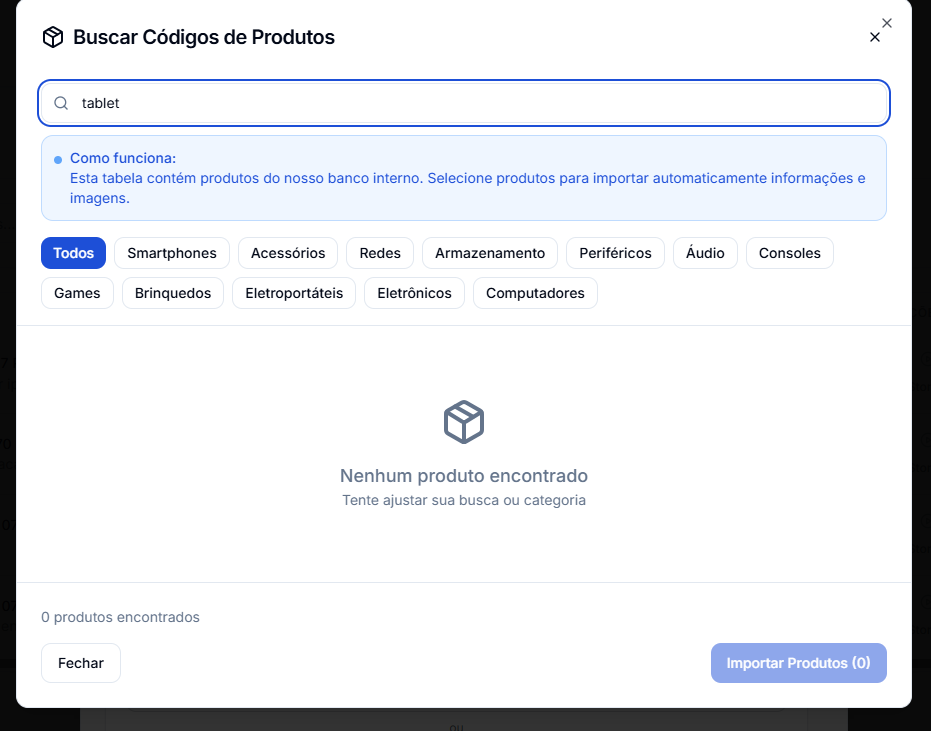 Buscar Códigos de Produtos
tablet
Como funciona:
Esta tabela contém produtos do nosso banco interno. Selecione produtos para importar automaticamente informações e
imagens.
Todos Smartphones Acessórios Redes Armazenamento Periféricos Áudio Consoles
Games Brinquedos Eletroportáteis Eletrônicos Computadores
Nenhum produto encontrado
Tente ajustar sua busca ou categoria
0 produtos encontrados
Fechar Importar Produtos (0)
ou